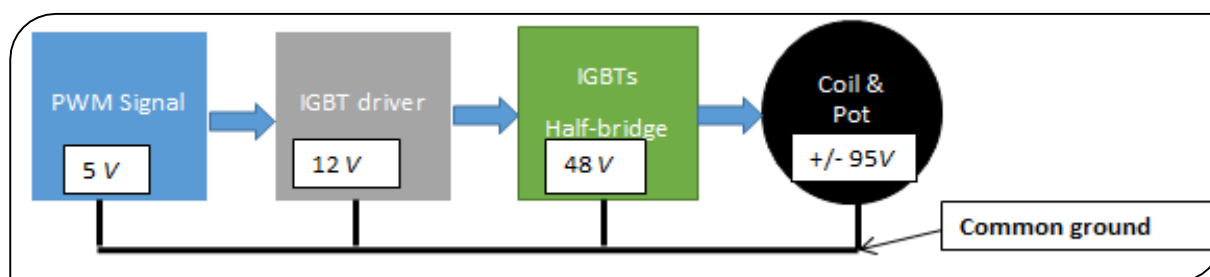 PWM Signal
5 V
IGBT driver
12 V
IGBTs
Half-bridge
48 V
Coil &
Pot
+/- 95V
Common ground